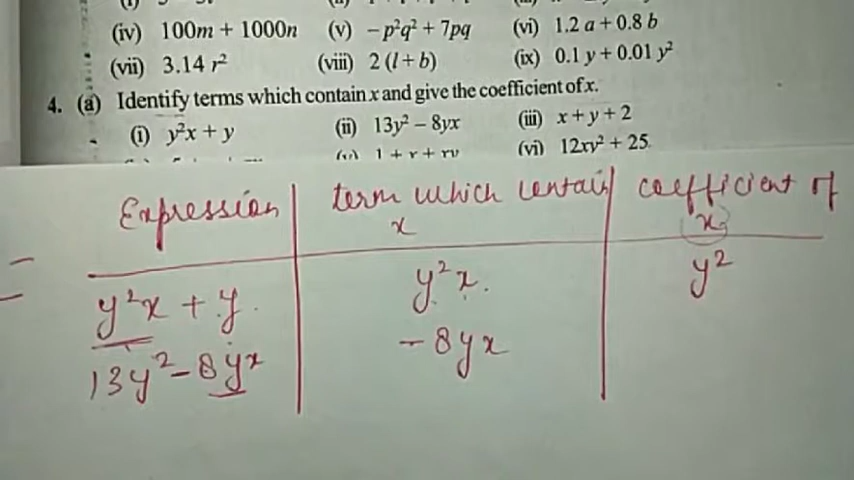 (iv) 100m + 1000n (v) −p²q² + 7pq (vi) 1.2 a + 0.8 b
(vii) 3.14 r² (viii) 2 (l + b) (ix) 0.1 y + 0.01 y²
4. (a) Identify terms which contain x and give the coefficient of x.
(i) y²x + y (ii) 13y² − 8yx (iii) x + y + 2
(vi) 12xy² + 25
Expression term which contain coefficient of
x x
y²x + y. y²x. y²
13y² − 8yx − 8yx